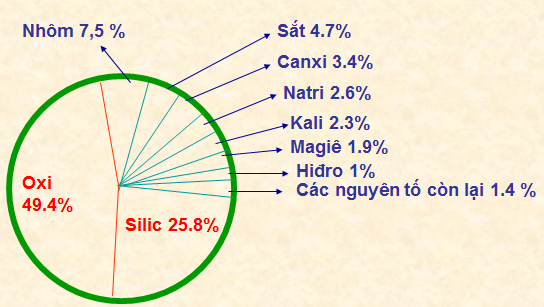 Nhôm 7,5 %
Sắt 4.7%
Canxi 3.4%
Natri 2.6%
Kali 2.3%
Magiê 1.9%
Hiđro 1%
Các nguyên tố còn lại 1.4 %
Oxi
49.4%
Silic 25.8%